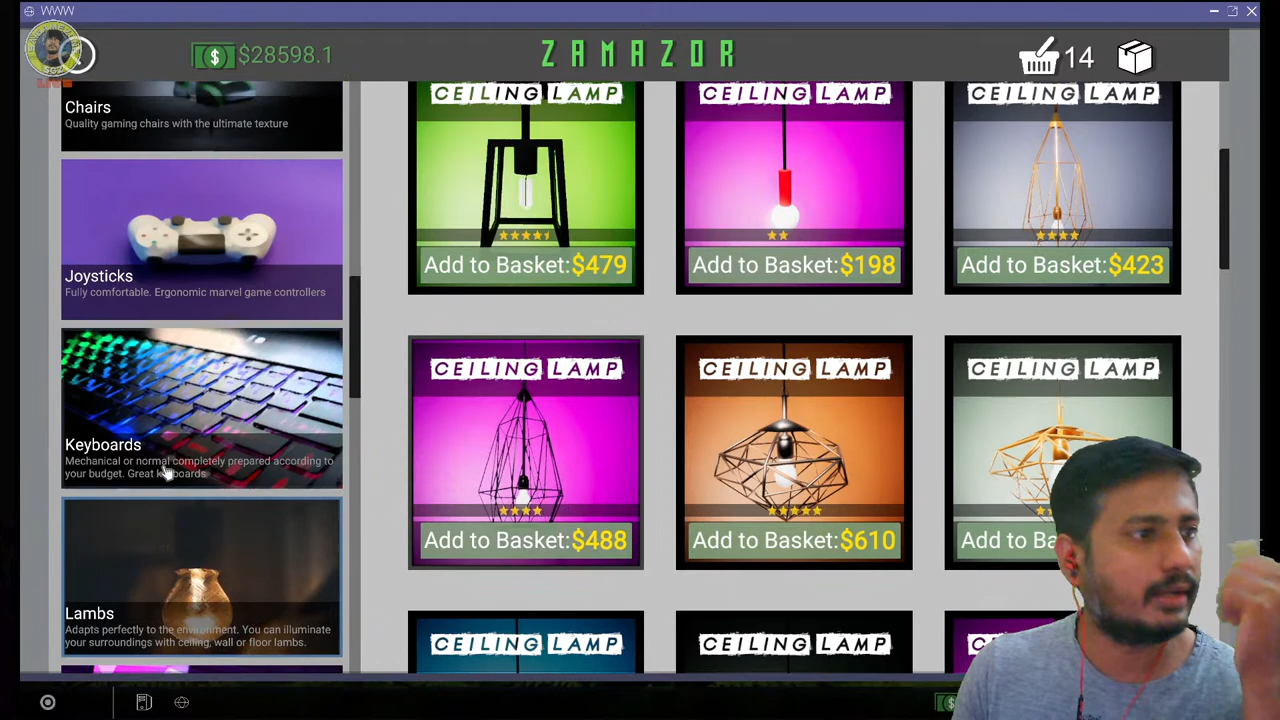 WWW
$28598.1
ZAMAZOR
14
LIVE
Chairs
Quality gaming chairs with the ultimate texture
Joysticks
Fully comfortable. Ergonomic marvel game controllers
Keyboards
Mechanical or normal completely prepared according to
your budget. Great keyboards.
Lambs
Adapts perfectly to the environment. You can illuminate
your surroundings with ceiling, wall or floor lambs.
CEILING LAMP
Add to Basket:$479
CEILING LAMP
Add to Basket:$198
CEILING LAMP
Add to Basket:$423
CEILING LAMP
Add to Basket:$488
CEILING LAMP
Add to Basket:$610
CEILING LAMP
Add to Ba
CEILING LAMP
CEILING LAMP
CEILING LAMP